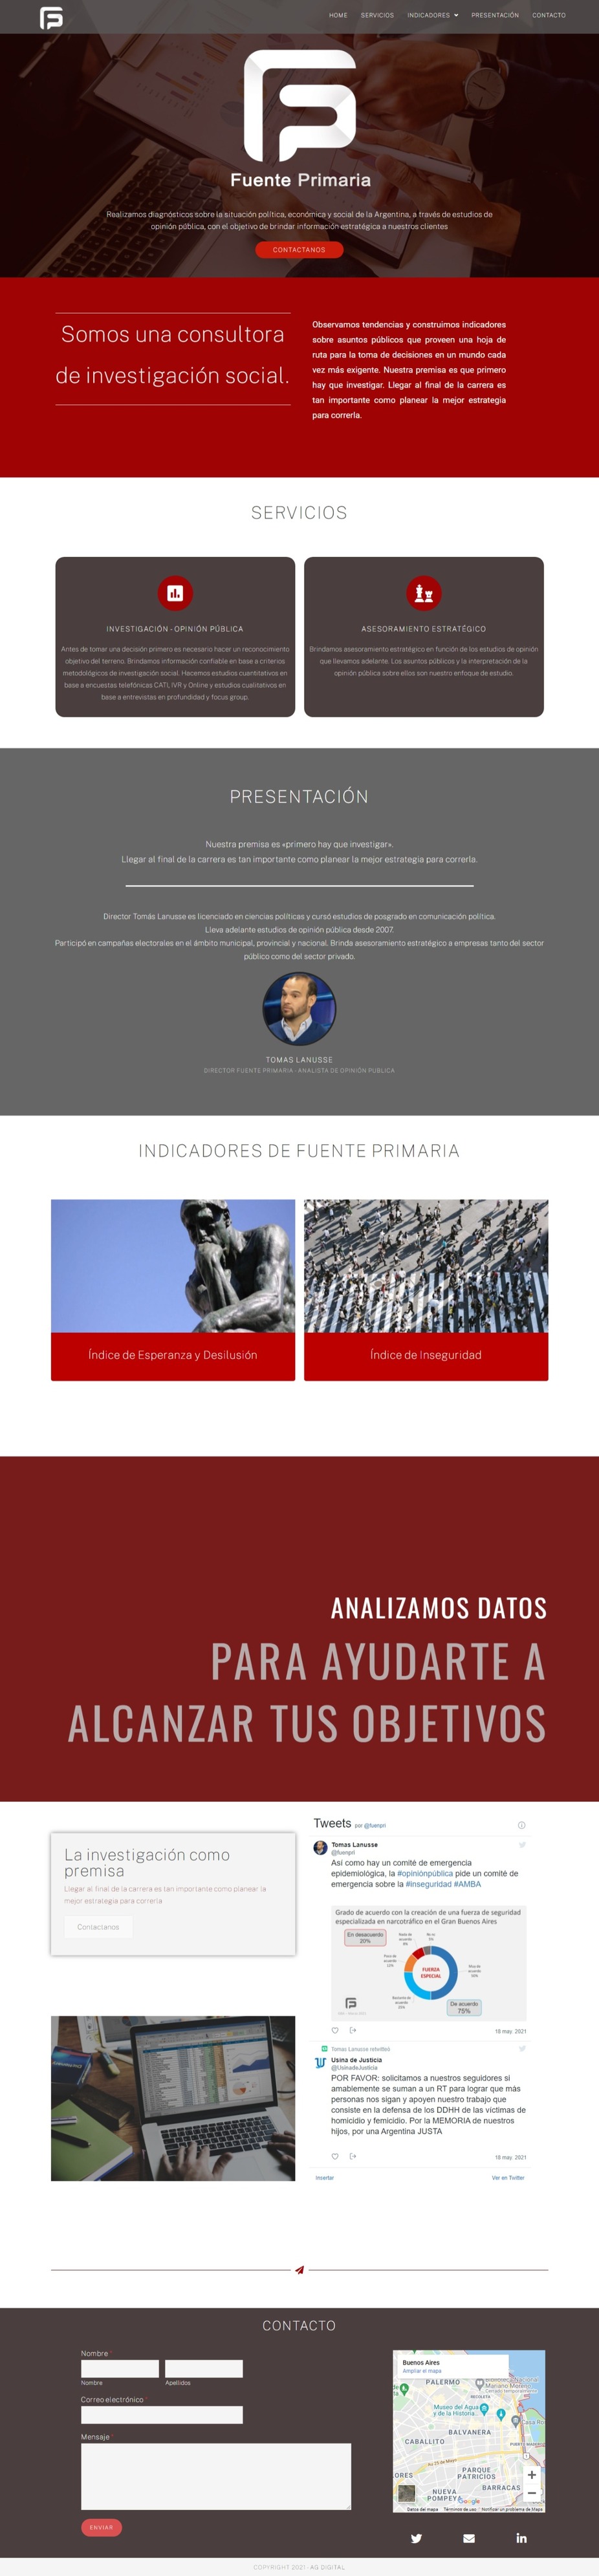 HOME SERVICIOS INDICADORES PRESENTACIÓN CONTACTO
Fuente Primaria
Realizamos diagnósticos sobre la situación política, económica y social de la Argentina, a través de estudios de
opinión pública, con el objetivo de brindar información estratégica a nuestros clientes
CONTACTANOS
Somos una consultora
de investigación social.
Observamos tendencias y construimos indicadores
sobre asuntos públicos que proveen una hoja de
ruta para la toma de decisiones en un mundo cada
vez más exigente. Nuestra premisa es que primero
hay que investigar. Llegar al final de la carrera es
tan importante como planear la mejor estrategia
para correrla.
SERVICIOS
INVESTIGACIÓN - OPINIÓN PÚBLICA
Antes de tomar una decisión primero es necesario hacer un reconocimiento
objetivo del terreno. Brindamos información confiable en base a criterios
metodológicos de investigación social. Hacemos estudios cuantitativos en
base a encuestas telefónicas CATI, IVR y Online y estudios cualitativos en
base a entrevistas en profundidad y focus group.
ASESORAMIENTO ESTRATÉGICO
Brindamos asesoramiento estratégico en función de los estudios de opinión
que llevamos adelante. Los asuntos públicos y la interpretación de la
opinión pública sobre ellos son nuestro enfoque de estudio.
PRESENTACIÓN
Nuestra premisa es «primero hay que investigar».
Llegar al final de la carrera es tan importante como planear la mejor estrategia para correrla.
Director Tomás Lanusse es licenciado en ciencias políticas y cursó estudios de posgrado en comunicación política.
Lleva adelante estudios de opinión pública desde 2007.
Participó en campañas electorales en el ámbito municipal, provincial y nacional. Brinda asesoramiento estratégico a empresas tanto del sector
público como del sector privado.
TOMAS LANUSSE
DIRECTOR FUENTE PRIMARIA - ANALISTA DE OPINIÓN PUBLICA
INDICADORES DE FUENTE PRIMARIA
Índice de Esperanza y Desilusión
Índice de Inseguridad
ANALIZAMOS DATOS
PARA AYUDARTE A
ALCANZAR TUS OBJETIVOS
La investigación como
premisa
Llegar al final de la carrera es tan importante como planear la
mejor estrategia para correrla
Contactanos
Tweets por @fuenpri
Tomas Lanusse
@fuenpri
Así como hay un comité de emergencia
epidemiológica, la #opiniónpública pide un comité de
emergencia sobre la #inseguridad #AMBA
Grado de acuerdo con la creación de una fuerza de seguridad
especializada en narcotráfico en el Gran Buenos Aires
En desacuerdo
20%
FUERZA
ESPECIAL
De acuerdo
75%
18 may. 2021
Tomas Lanusse retwitteó
Usina de Justicia
@UsinadeJusticia
POR FAVOR: solicitamos a nuestros seguidores si
amablemente se suman a un RT para lograr que más
personas nos sigan y apoyen nuestro trabajo que
consiste en la defensa de los DDHH de las víctimas de
homicidio y femicidio. Por la MEMORIA de nuestros
hijos, por una Argentina JUSTA
18 may. 2021
Insertar Ver en Twitter
CONTACTO
Nombre *
Nombre Apellidos
Correo electrónico *
Mensaje *
ENVIAR
Buenos Aires
Ampliar el mapa
PALERMO
RECOLETA
Museo del Agua
y de la Historia...
BALVANERA
CABALLITO
PARQUE
PATRICIOS
BARRACAS
NUEVA
POMPEYA
Google
Datos del mapa Términos de uso Notificar un problema de Maps
COPYRIGHT 2021 - AG DIGITAL